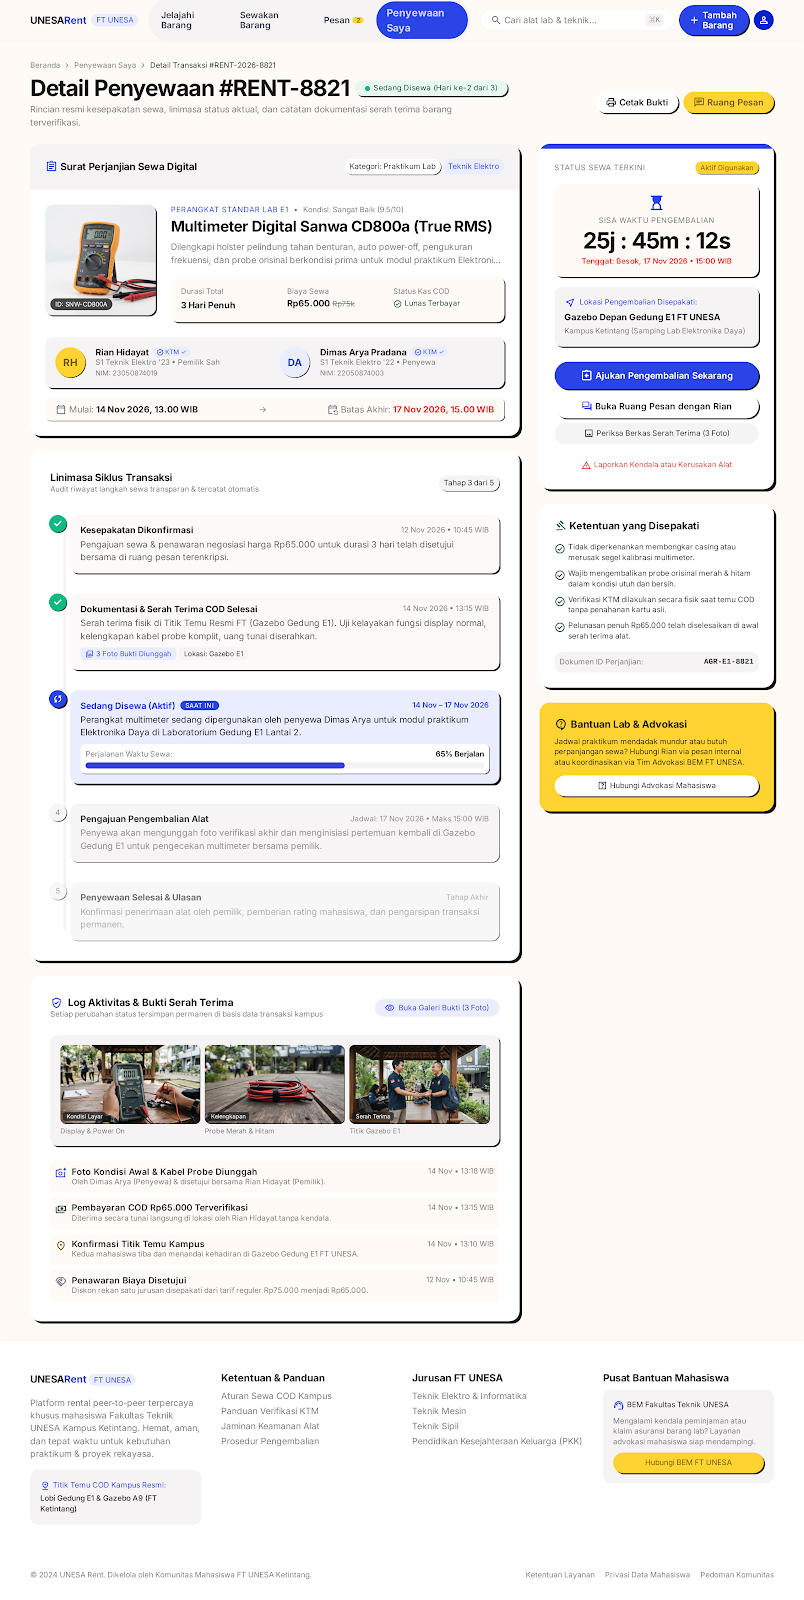 UNESARent FT UNESA
Jelajahi Barang
Sewakan Barang
Pesan 2
Penyewaan Saya
Cari alat lab & teknik... ⌘K
+ Tambah Barang
Beranda > Penyewaan Saya > Detail Transaksi #RENT-2026-8821
Detail Penyewaan #RENT-8821
Sedang Disewa (Hari ke-2 dari 3)
Rincian resmi kesepakatan sewa, linimasa status aktual, dan catatan dokumentasi serah terima barang
terverifikasi.
Cetak Bukti
Ruang Pesan
Surat Perjanjian Sewa Digital
Kategori: Praktikum Lab
Teknik Elektro
PERANGKAT STANDAR LAB E1 • Kondisi: Sangat Baik (9.5/10)
Multimeter Digital Sanwa CD800a (True RMS)
Dilengkapi holster pelindung tahan benturan, auto power-off, pengukuran
frekuensi, dan probe orisinal berkondisi prima untuk modul praktikum Elektroni...
ID: SNW-CD800A
Durasi Total
3 Hari Penuh
Biaya Sewa
Rp65.000 Rp75k
Status Kas COD
Lunas Terbayar
RH
Rian Hidayat KTM ✓
S1 Teknik Elektro '23 • Pemilik Sah
NIM: 23050874019
DA
Dimas Arya Pradana KTM ✓
S1 Teknik Elektro '22 • Penyewa
NIM: 22050874003
Mulai: 14 Nov 2026, 13.00 WIB
→
Batas Akhir: 17 Nov 2026, 15.00 WIB
STATUS SEWA TERKINI
Aktif Digunakan
SISA WAKTU PENGEMBALIAN
25j : 45m : 12s
Tenggat: Besok, 17 Nov 2026 • 15:00 WIB
Lokasi Pengembalian Disepakati:
Gazebo Depan Gedung E1 FT UNESA
Kampus Ketintang (Samping Lab Elektronika Daya)
Ajukan Pengembalian Sekarang
Buka Ruang Pesan dengan Rian
Periksa Berkas Serah Terima (3 Foto)
Laporkan Kendala atau Kerusakan Alat
Linimasa Siklus Transaksi
Audit riwayat langkah sewa transparan & tercatat otomatis
Tahap 3 dari 5
Kesepakatan Dikonfirmasi
12 Nov 2026 • 10:45 WIB
Pengajuan sewa & penawaran negosiasi harga Rp65.000 untuk durasi 3 hari telah disetujui
bersama di ruang pesan terenkripsi.
Dokumentasi & Serah Terima COD Selesai
14 Nov 2026 • 13:15 WIB
Serah terima fisik di Titik Temu Resmi FT (Gazebo Gedung E1). Uji kelayakan fungsi display normal,
kelengkapan kabel probe komplit, uang tunai diserahkan.
3 Foto Bukti Diunggah
Lokasi: Gazebo E1
Sedang Disewa (Aktif) SAAT INI
14 Nov – 17 Nov 2026
Perangkat multimeter sedang dipergunakan oleh penyewa Dimas Arya untuk modul praktikum
Elektronika Daya di Laboratorium Gedung E1 Lantai 2.
Perjalanan Waktu Sewa:
65% Berjalan
4
Pengajuan Pengembalian Alat
Jadwal: 17 Nov 2026 • Maks 15:00 WIB
Penyewa akan mengunggah foto verifikasi akhir dan menginisiasi pertemuan kembali di Gazebo
Gedung E1 untuk pengecekan multimeter bersama pemilik.
5
Penyewaan Selesai & Ulasan
Tahap Akhir
Konfirmasi penerimaan alat oleh pemilik, pemberian rating mahasiswa, dan pengarsipan transaksi
permanen.
Ketentuan yang Disepakati
Tidak diperkenankan membongkar casing atau
merusak segel kalibrasi multimeter.
Wajib mengembalikan probe orisinal merah & hitam
dalam kondisi utuh dan bersih.
Verifikasi KTM dilakukan secara fisik saat temu COD
tanpa penahanan kartu asli.
Pelunasan penuh Rp65.000 telah diselesaikan di awal
serah terima alat.
Dokumen ID Perjanjian: AGR-E1-8821
Bantuan Lab & Advokasi
Jadwal praktikum mendadak mundur atau butuh
perpanjangan sewa? Hubungi Rian via pesan internal
atau koordinasikan via Tim Advokasi BEM FT UNESA.
Hubungi Advokasi Mahasiswa
Log Aktivitas & Bukti Serah Terima
Setiap perubahan status tersimpan permanen di basis data transaksi kampus
Buka Galeri Bukti (3 Foto)
Kondisi Layar
Kelengkapan
Serah Terima
Display & Power On
Probe Merah & Hitam
Titik Gazebo E1
Foto Kondisi Awal & Kabel Probe Diunggah
14 Nov • 13:18 WIB
Oleh Dimas Arya (Penyewa) & disetujui bersama Rian Hidayat (Pemilik).
Pembayaran COD Rp65.000 Terverifikasi
14 Nov • 13:15 WIB
Diterima secara tunai langsung di lokasi oleh Rian Hidayat tanpa kendala.
Konfirmasi Titik Temu Kampus
14 Nov • 13:10 WIB
Kedua mahasiswa tiba dan menandai kehadiran di Gazebo Gedung E1 FT UNESA.
Penawaran Biaya Disetujui
12 Nov • 10:45 WIB
Diskon rekan satu jurusan disepakati dari tarif reguler Rp75.000 menjadi Rp65.000.
UNESARent FT UNESA
Platform rental peer-to-peer terpercaya
khusus mahasiswa Fakultas Teknik
UNESA Kampus Ketintang. Hemat, aman,
dan tepat waktu untuk kebutuhan
praktikum & proyek rekayasa.
Titik Temu COD Kampus Resmi:
Lobi Gedung E1 & Gazebo A9 (FT
Ketintang)
Ketentuan & Panduan
Aturan Sewa COD Kampus
Panduan Verifikasi KTM
Jaminan Keamanan Alat
Prosedur Pengembalian
Jurusan FT UNESA
Teknik Elektro & Informatika
Teknik Mesin
Teknik Sipil
Pendidikan Kesejahteraan Keluarga (PKK)
Pusat Bantuan Mahasiswa
BEM Fakultas Teknik UNESA
Mengalami kendala peminjaman atau
klaim asuransi barang lab? Layanan
advokasi mahasiswa siap mendampingi.
Hubungi BEM FT UNESA
© 2024 UNESA Rent. Dikelola oleh Komunitas Mahasiswa FT UNESA Ketintang.
Ketentuan Layanan
Privasi Data Mahasiswa
Pedoman Komunitas